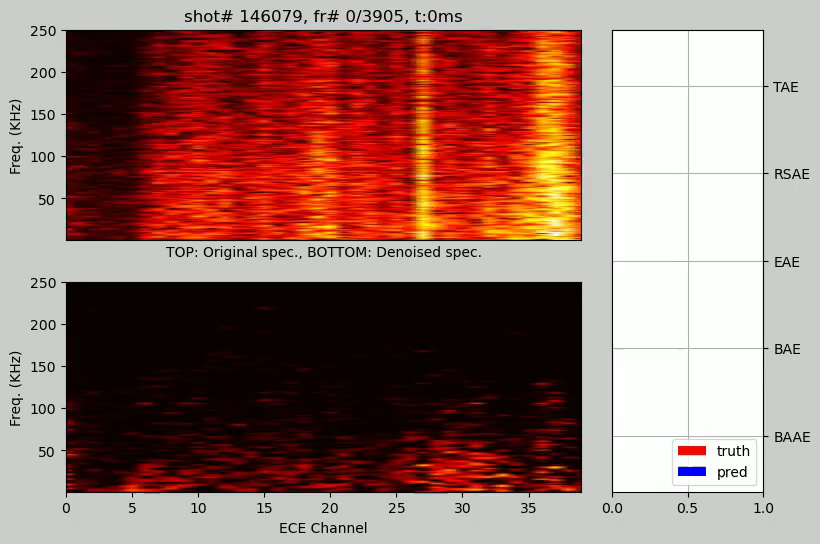 shot# 146079, fr# 0/3905, t:0ms
250
200
150
100
50
Freq. (KHz)
TOP: Original spec., BOTTOM: Denoised spec.
250
200
150
100
50
Freq. (KHz)
0 5 10 15 20 25 30 35
ECE Channel
TAE
RSAE
EAE
BAE
BAAE
truth
pred
0.0 0.5 1.0